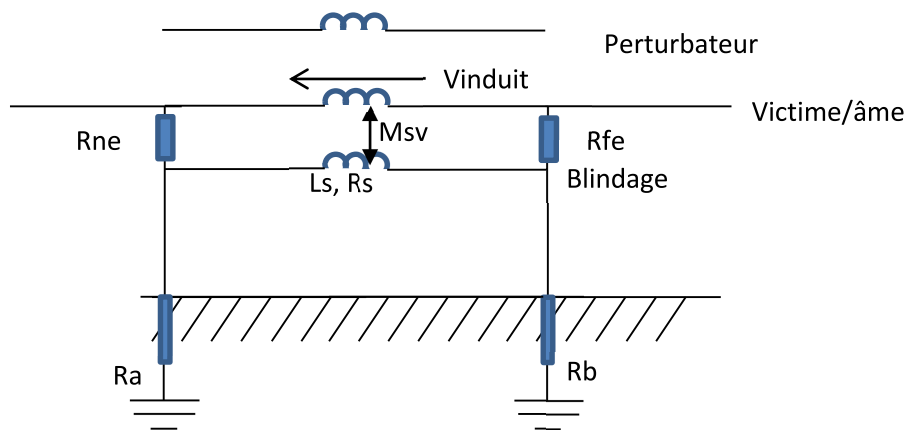 Perturbateur
Vinduit
Victime/âme
Rne
Msv
Rfe
Ls, Rs
Blindage
Ra
Rb